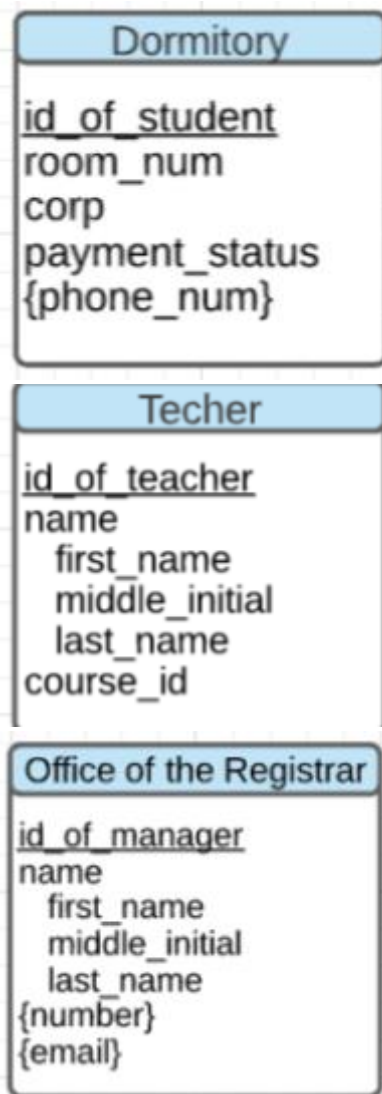 Dormitory
id_of_student
room_num
corp
payment_status
{phone_num}
Techer
id_of_teacher
name
first_name
middle_initial
last_name
course_id
Office of the Registrar
id_of_manager
name
first_name
middle_initial
last_name
{number}
{email}